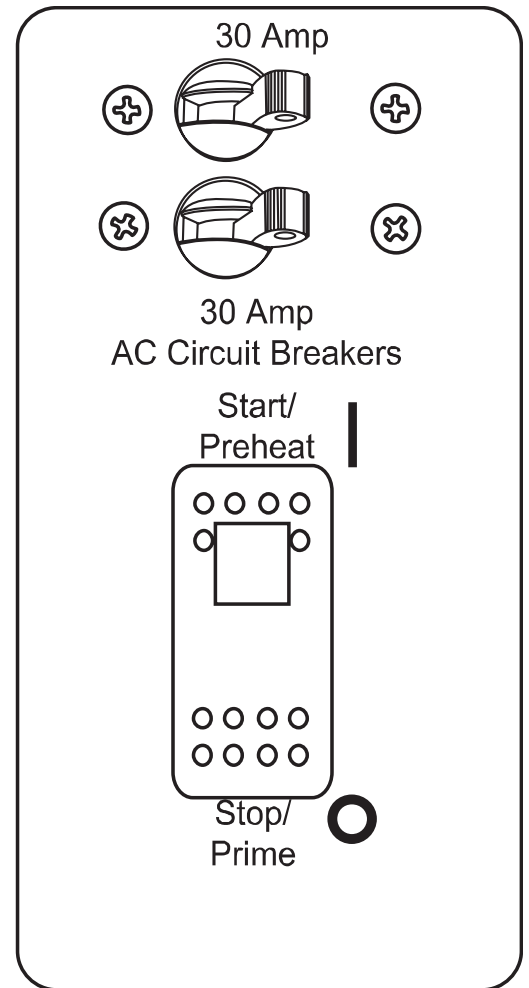 30 Amp
30 Amp
AC Circuit Breakers
Start/
Preheat
Stop/
Prime